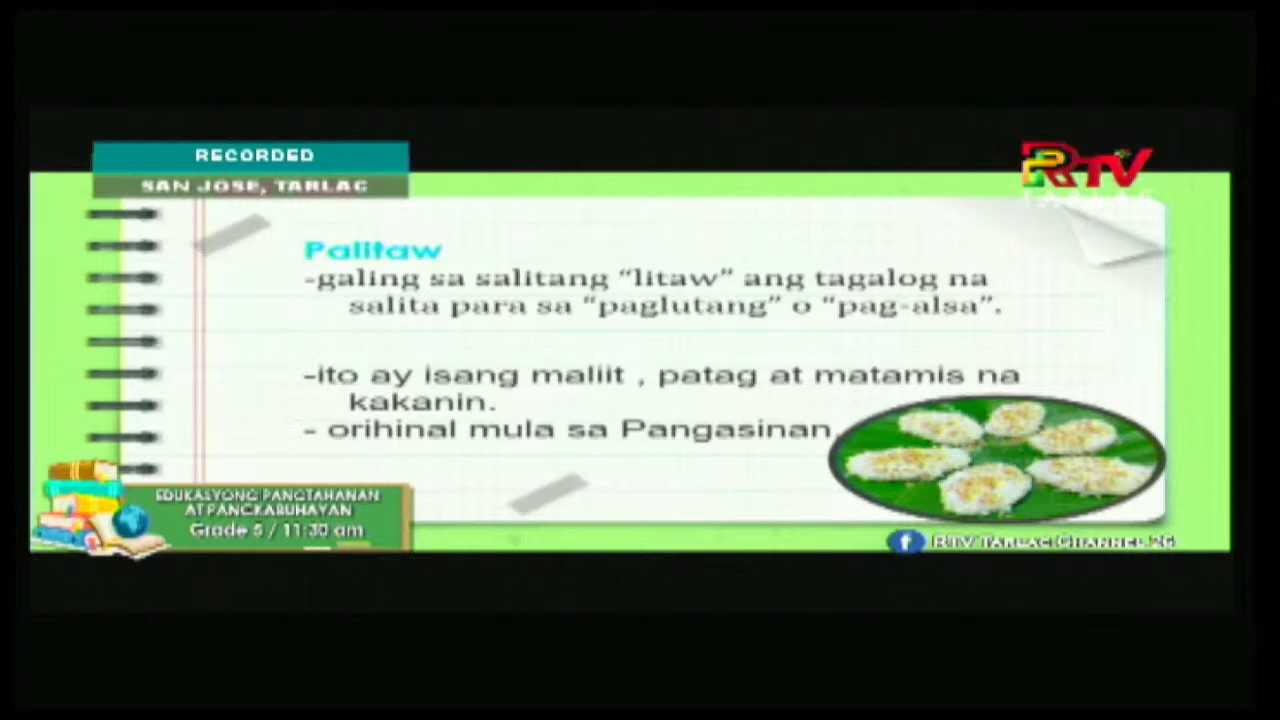 RECORDED
SAN JOSE, TARLAC
RTV
TARLAC
Palitaw
-galing sa salitang “litaw” ang tagalog na
salita para sa “paglutang” o “pag-alsa”.
-ito ay isang maliit , patag at matamis na
kakanin.
- orihinal mula sa Pangasinan.
EDUKASYONG PANGTAHANAN
AT PANGKABUHAYAN
Grade 5 / 11:30 am
f RTV TARLAC CHANNEL 26